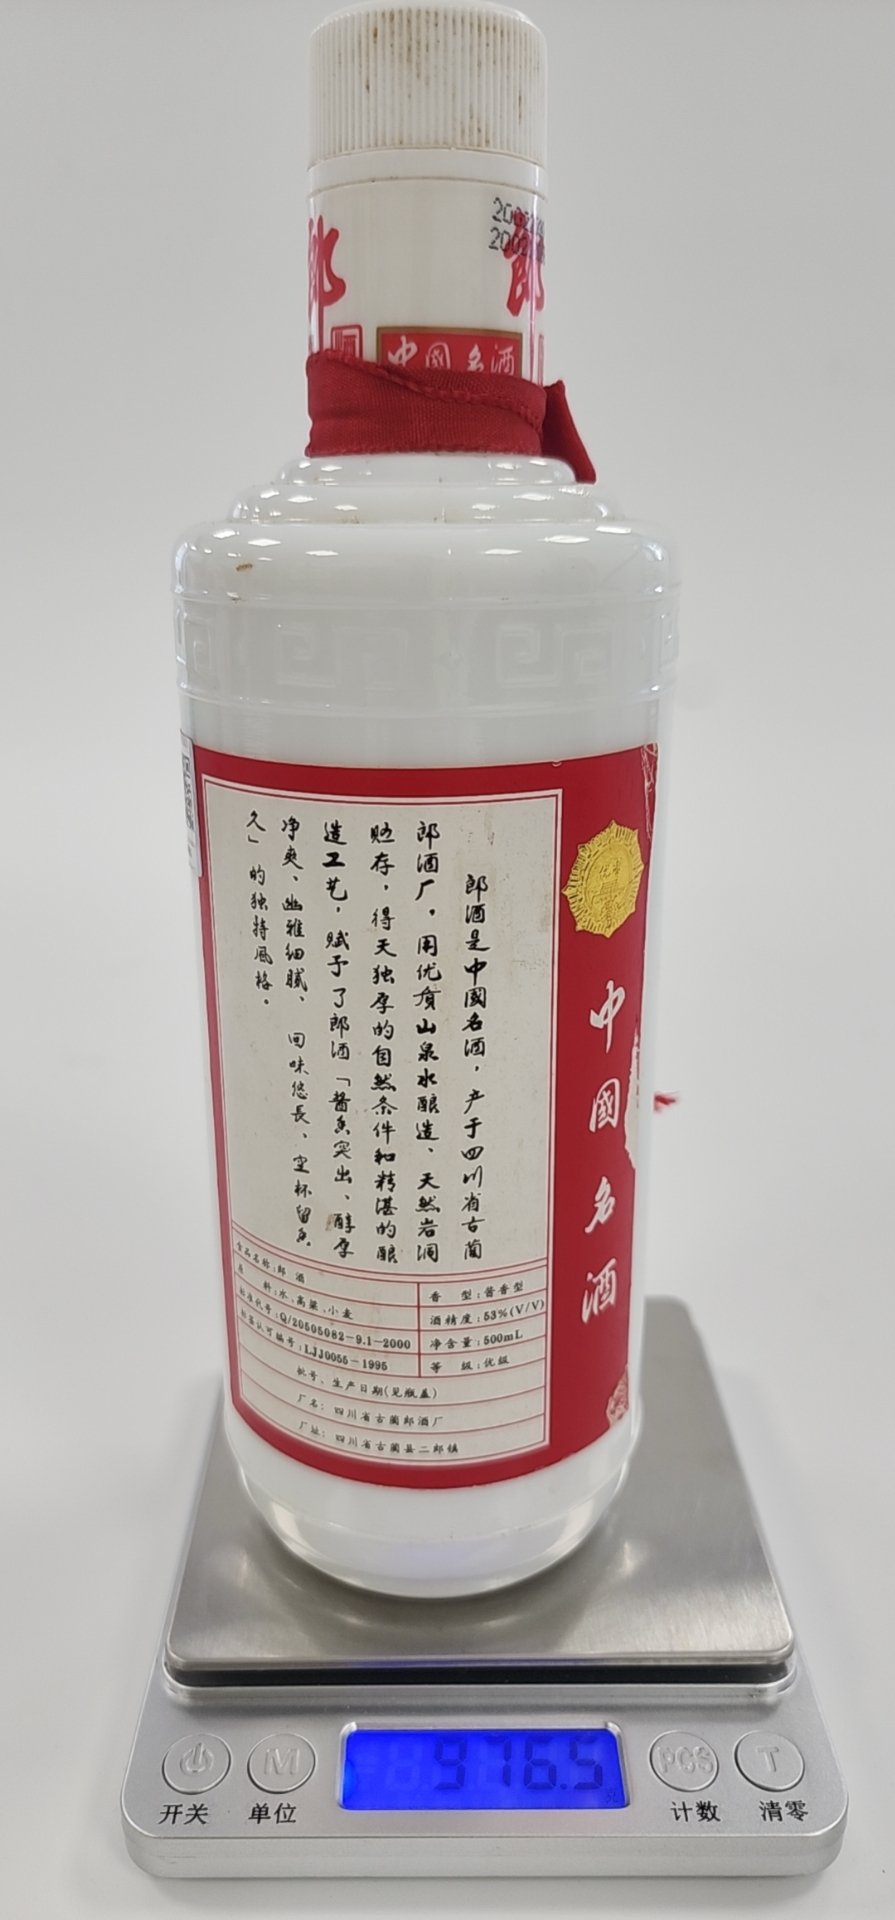 郎
郎
中国名酒
郎酒是中國名酒，产于四川省古蔺
郎酒厂，用优质山泉水酿造、天然岩洞
贮存，得天独厚的自然条件和精湛的酿
造工艺，赋予了郎酒「酱香突出、醇厚
净爽、幽雅细腻、回味悠長、空杯留香
久」的独特风格。
中國名酒
食品名称：郎 酒
原 料：水、高粱、小麦
标准代号：Q/20505082-9.1-2000
标签认可编号：LJJ0055-1995
香 型：酱香型
酒精度：53%(V/V)
净含量：500mL
等 级：优级
批号、生产日期(见瓶盖)
厂名：四川省古蔺郎酒厂
厂址：四川省古蔺县二郎镇
976.5
M
PCS
T
开关
单位
计数
清零